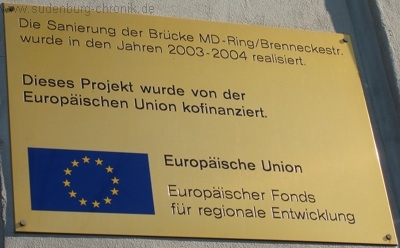 www.sudenburg-chronik.de
Die Sanierung der Brücke MD-Ring/Brenneckestr.
wurde in den Jahren 2003-2004 realisiert.
Dieses Projekt wurde von der
Europäischen Union kofinanziert.
Europäische Union
Europäischer Fonds
für regionale Entwicklung